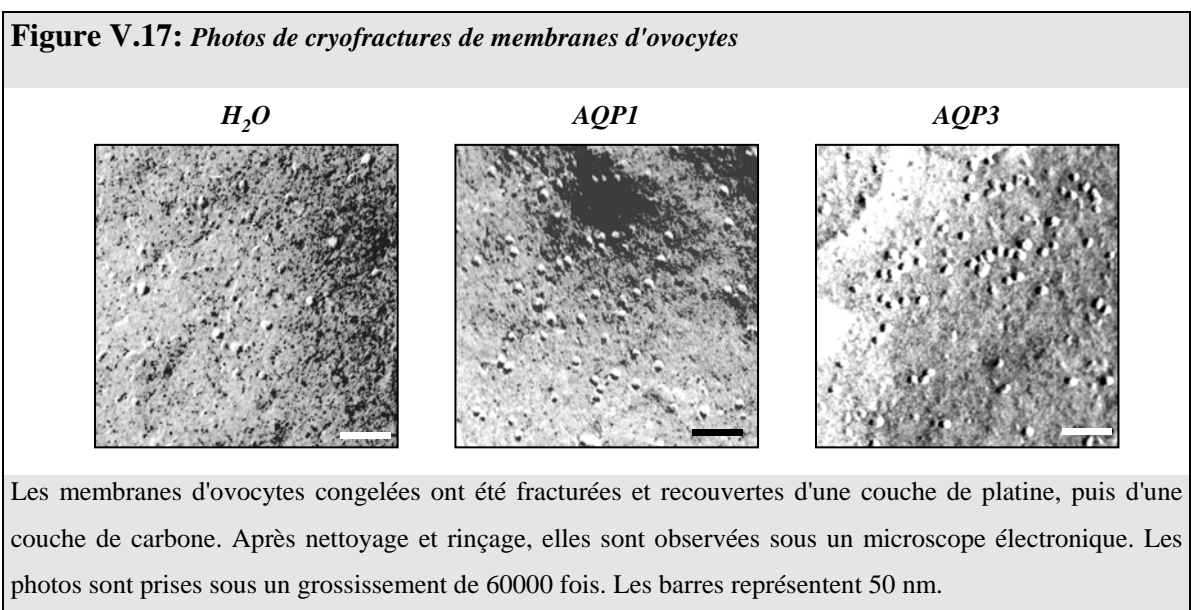 Figure V.17: Photos de cryofractures de membranes d'ovocytes
H₂O AQP1 AQP3
Les membranes d'ovocytes congelées ont été fracturées et recouvertes d'une couche de platine, puis d'une
couche de carbone. Après nettoyage et rinçage, elles sont observées sous un microscope électronique. Les
photos sont prises sous un grossissement de 60000 fois. Les barres représentent 50 nm.